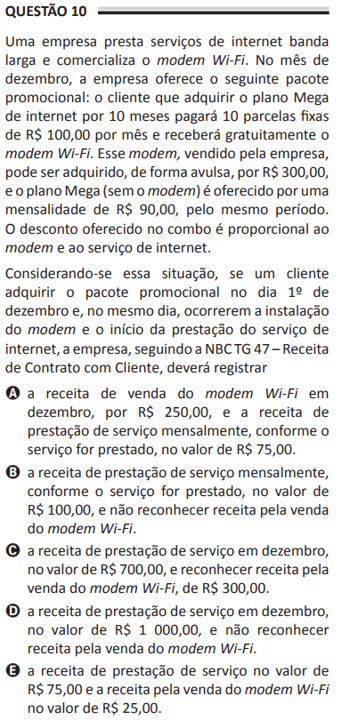 QUESTÃO 10
Uma empresa presta serviços de internet banda
larga e comercializa o modem Wi-Fi. No mês de
dezembro, a empresa oferece o seguinte pacote
promocional: o cliente que adquirir o plano Mega
de internet por 10 meses pagará 10 parcelas fixas
de R$ 100,00 por mês e receberá gratuitamente o
modem Wi-Fi. Esse modem, vendido pela empresa,
pode ser adquirido, de forma avulsa, por R$ 300,00,
e o plano Mega (sem o modem) é oferecido por uma
mensalidade de R$ 90,00, pelo mesmo período.
O desconto oferecido no combo é proporcional ao
modem e ao serviço de internet.
Considerando-se essa situação, se um cliente
adquirir o pacote promocional no dia 1º de
dezembro e, no mesmo dia, ocorrerem a instalação
do modem e o início da prestação do serviço de
internet, a empresa, seguindo a NBC TG 47 – Receita
de Contrato com Cliente, deverá registrar
A a receita de venda do modem Wi-Fi em
dezembro, por R$ 250,00, e a receita de
prestação de serviço mensalmente, conforme o
serviço for prestado, no valor de R$ 75,00.
B a receita de prestação de serviço mensalmente,
conforme o serviço for prestado, no valor de
R$ 100,00, e não reconhecer receita pela venda
do modem Wi-Fi.
C a receita de prestação de serviço em dezembro,
no valor de R$ 700,00, e reconhecer receita pela
venda do modem Wi-Fi, de R$ 300,00.
D a receita de prestação de serviço em dezembro,
no valor de R$ 1 000,00, e não reconhecer
receita pela venda do modem Wi-Fi.
E a receita de prestação de serviço no valor de
R$ 75,00 e a receita pela venda do modem Wi-Fi
no valor de R$ 25,00.